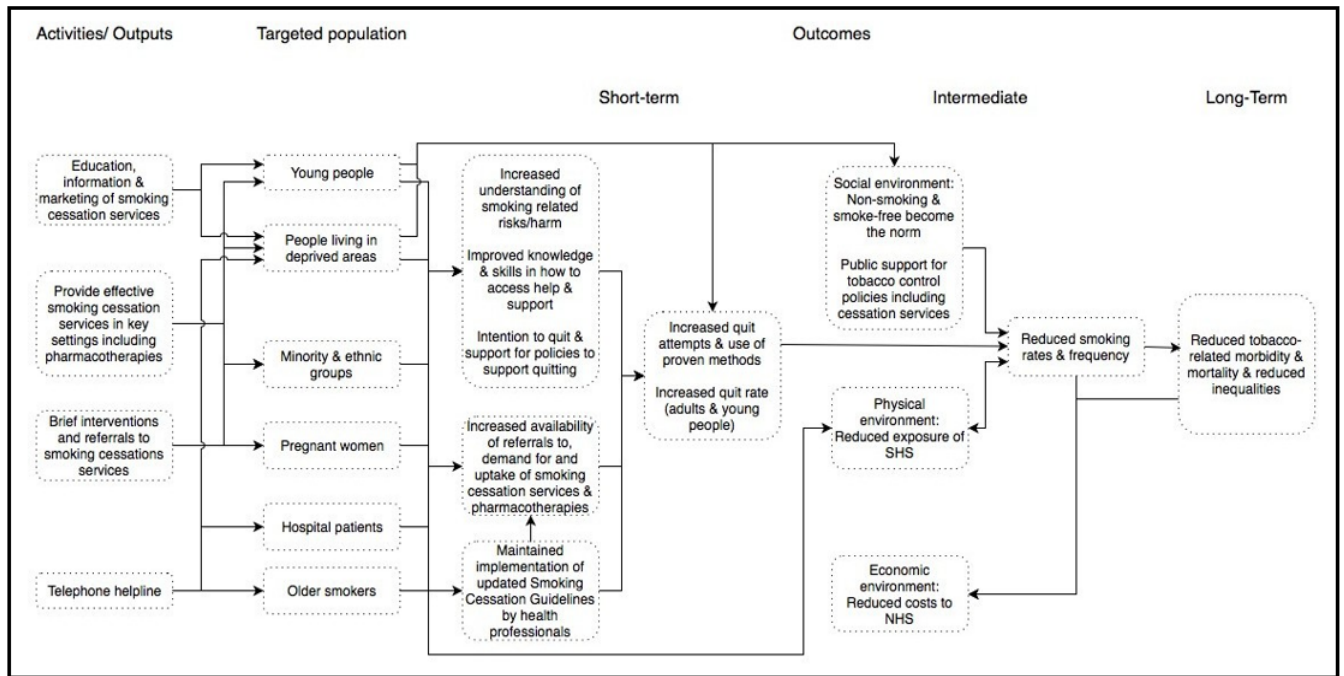 Activities/ Outputs
Targeted population
Outcomes
Short-term
Intermediate
Long-Term
Education,
information &
marketing of smoking
cessation services
Provide effective
smoking cessation
services in key
settings including
pharmacotherapies
Brief interventions
and referrals to
smoking cessations
services
Telephone helpline
Young people
People living in
deprived areas
Minority & ethnic
groups
Pregnant women
Hospital patients
Older smokers
Increased
understanding of
smoking related
risks/harm
Improved knowledge
& skills in how to
access help &
support
Intention to quit &
support for policies to
support quitting
Increased availability
of referrals to,
demand for and
uptake of smoking
cessation services &
pharmacotherapies
Maintained
implementation of
updated Smoking
Cessation Guidelines
by health
professionals
Increased quit
attempts & use of
proven methods
Increased quit rate
(adults & young
people)
Social environment:
Non-smoking &
smoke-free become
the norm
Public support for
tobacco control
policies including
cessation services
Physical
environment:
Reduced exposure of
SHS
Economic
environment:
Reduced costs to
NHS
Reduced smoking
rates & frequency
Reduced tobacco-
related morbidity &
mortality & reduced
inequalities